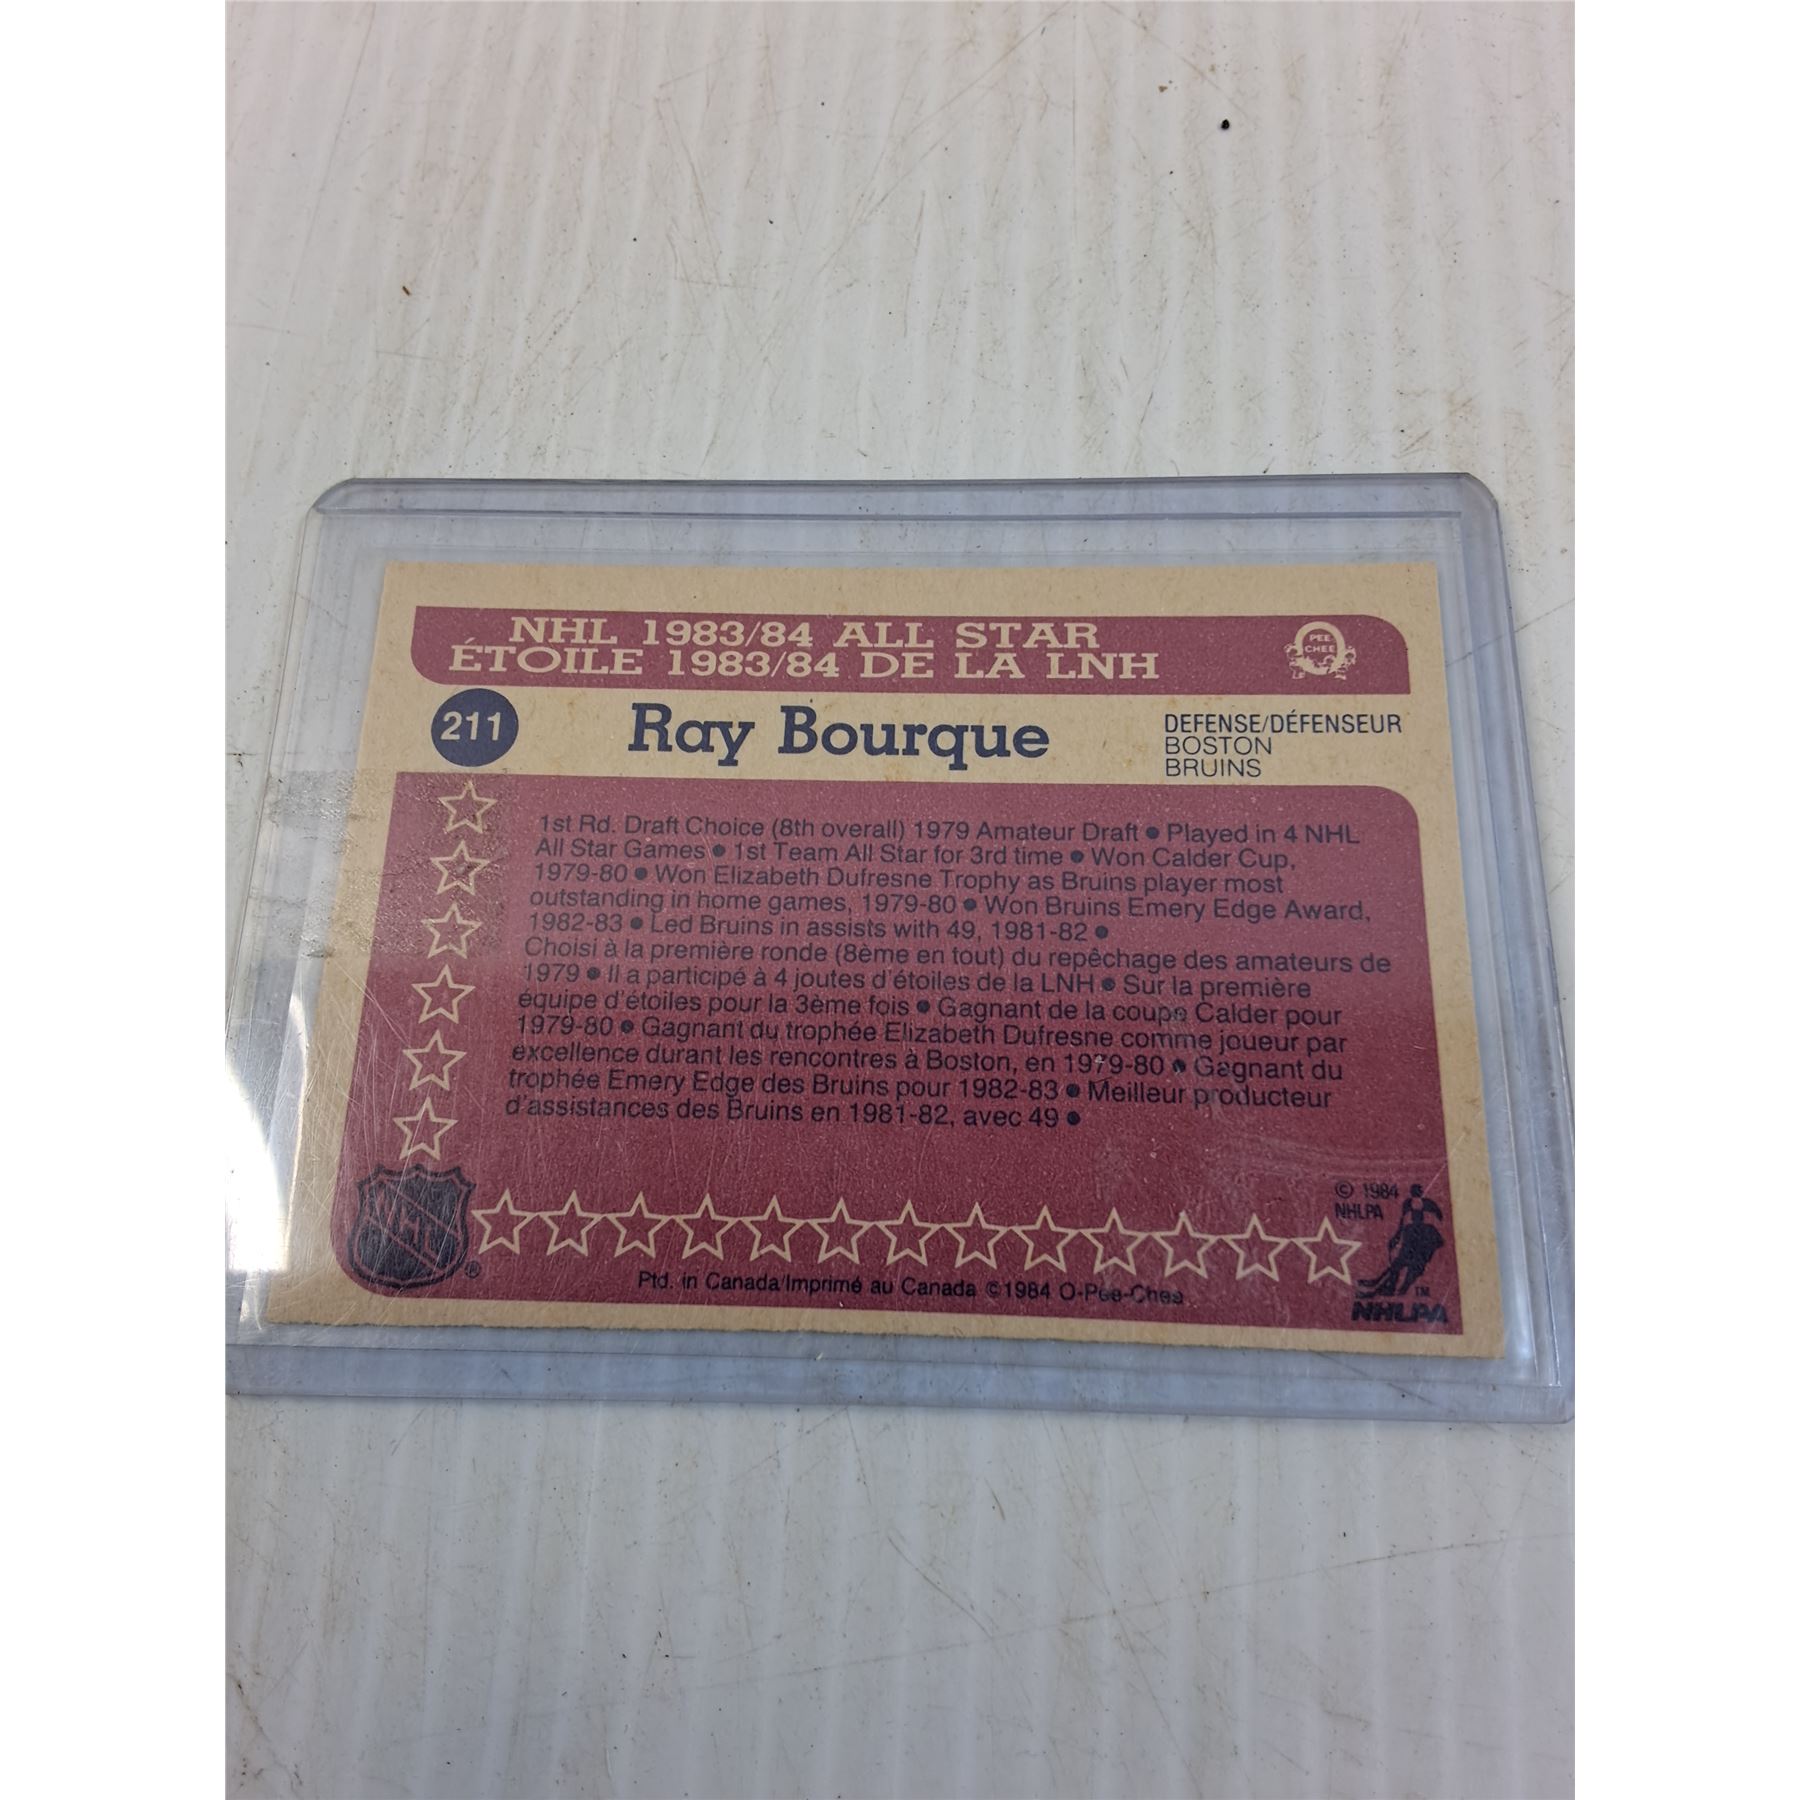 NHL 1983/84 ALL STAR
ÉTOILE 1983/84 DE LA LNH
PEE
CHEE
211
Ray Bourque
DEFENSE/DÉFENSEUR
BOSTON
BRUINS
1st Rd. Draft Choice (8th overall) 1979 Amateur Draft ● Played in 4 NHL
All Star Games ● 1st Team All Star for 3rd time ● Won Calder Cup,
1979-80 ● Won Elizabeth Dufresne Trophy as Bruins player most
outstanding in home games, 1979-80 ● Won Bruins Emery Edge Award,
1982-83 ● Led Bruins in assists with 49, 1981-82 ●
Choisi à la première ronde (8ème en tout) du repêchage des amateurs de
1979 ● Il a participé à 4 joutes d'étoiles de la LNH ● Sur la première
équipe d'étoiles pour la 3ème fois ● Gagnant de la coupe Calder pour
1979-80 ● Gagnant du trophée Elizabeth Dufresne comme joueur par
excellence durant les rencontres à Boston, en 1979-80 ● Gagnant du
trophée Emery Edge des Bruins pour 1982-83 ● Meilleur producteur
d'assistances des Bruins en 1981-82, avec 49 ●
© 1984
NHLPA
NHL ®
Ptd. in Canada/Imprimé au Canada ©1984 O-Pee-Chee
TM
NHLPA